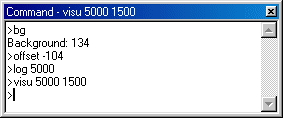 Command - visu 5000 1500
>bg
Background: 134
>offset -104
>log 5000
>visu 5000 1500
>